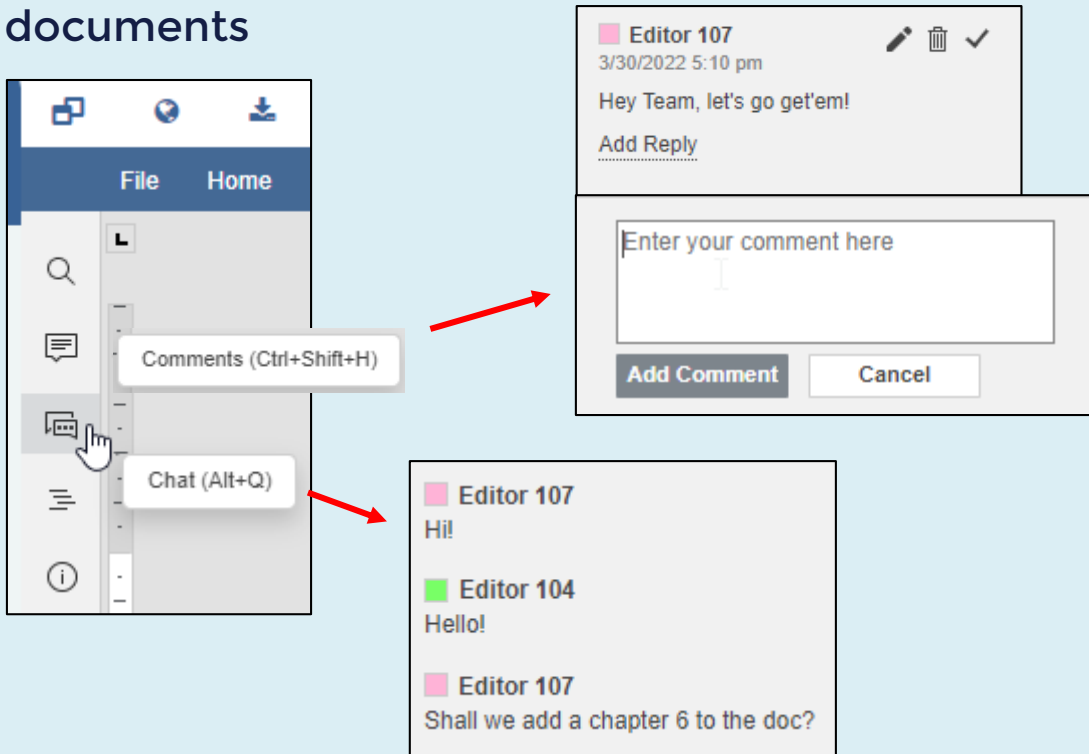 documents
File Home
Comments (Ctrl+Shift+H)
Chat (Alt+Q)
Editor 107
3/30/2022 5:10 pm
Hey Team, let's go get'em!
Add Reply
Enter your comment here
Add Comment Cancel
Editor 107
Hi!
Editor 104
Hello!
Editor 107
Shall we add a chapter 6 to the doc?